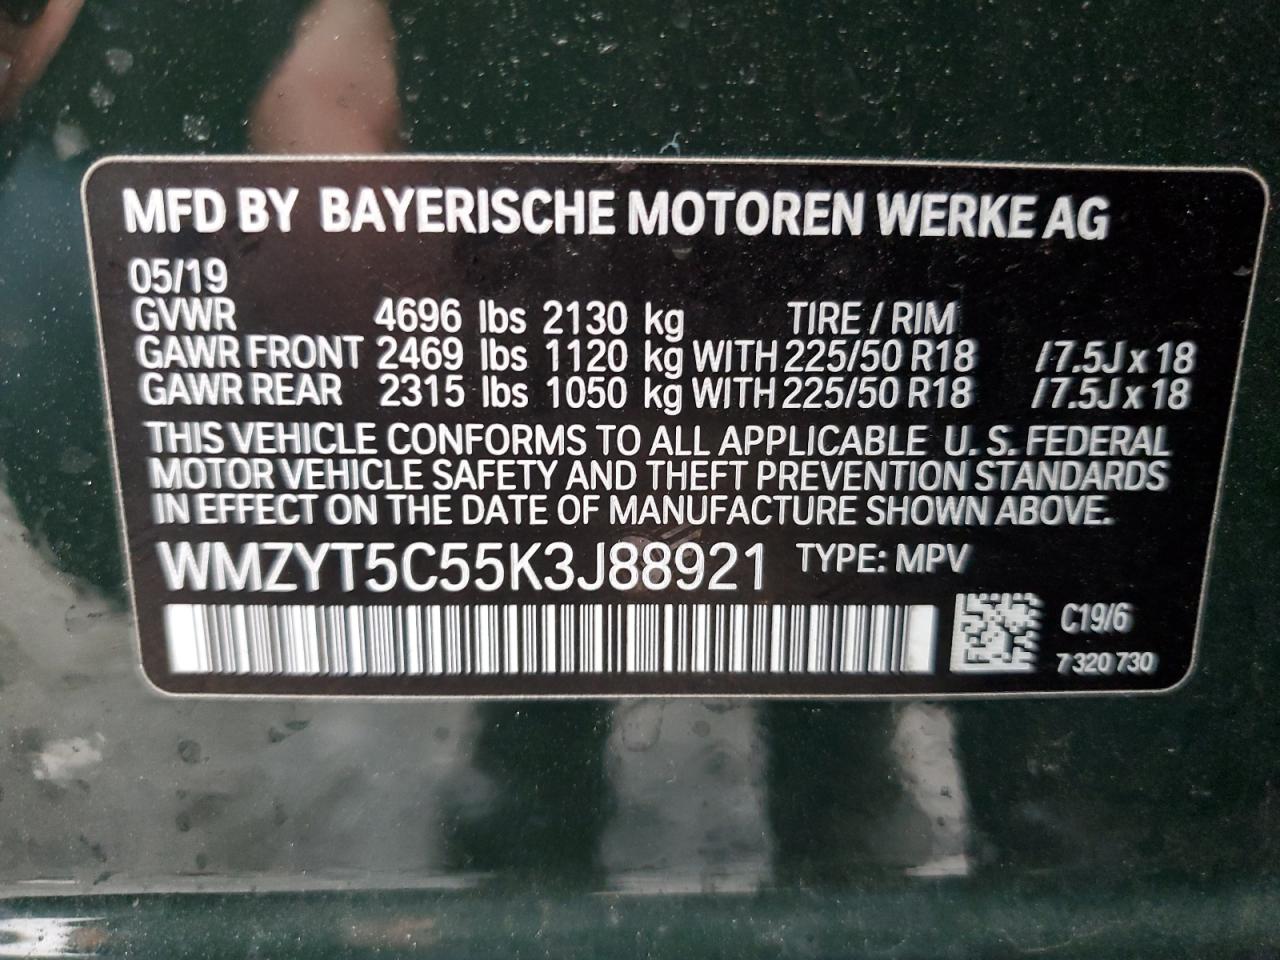 MFD BY BAYERISCHE MOTOREN WERKE AG
05/19
GVWR 4696 lbs 2130 kg TIRE / RIM
GAWR FRONT 2469 lbs 1120 kg WITH 225/50 R18 /7.5J x 18
GAWR REAR 2315 lbs 1050 kg WITH 225/50 R18 /7.5J x 18
THIS VEHICLE CONFORMS TO ALL APPLICABLE U. S. FEDERAL
MOTOR VEHICLE SAFETY AND THEFT PREVENTION STANDARDS
IN EFFECT ON THE DATE OF MANUFACTURE SHOWN ABOVE.
WMZYT5C55K3J88921 TYPE: MPV
C19/6
7 320 730